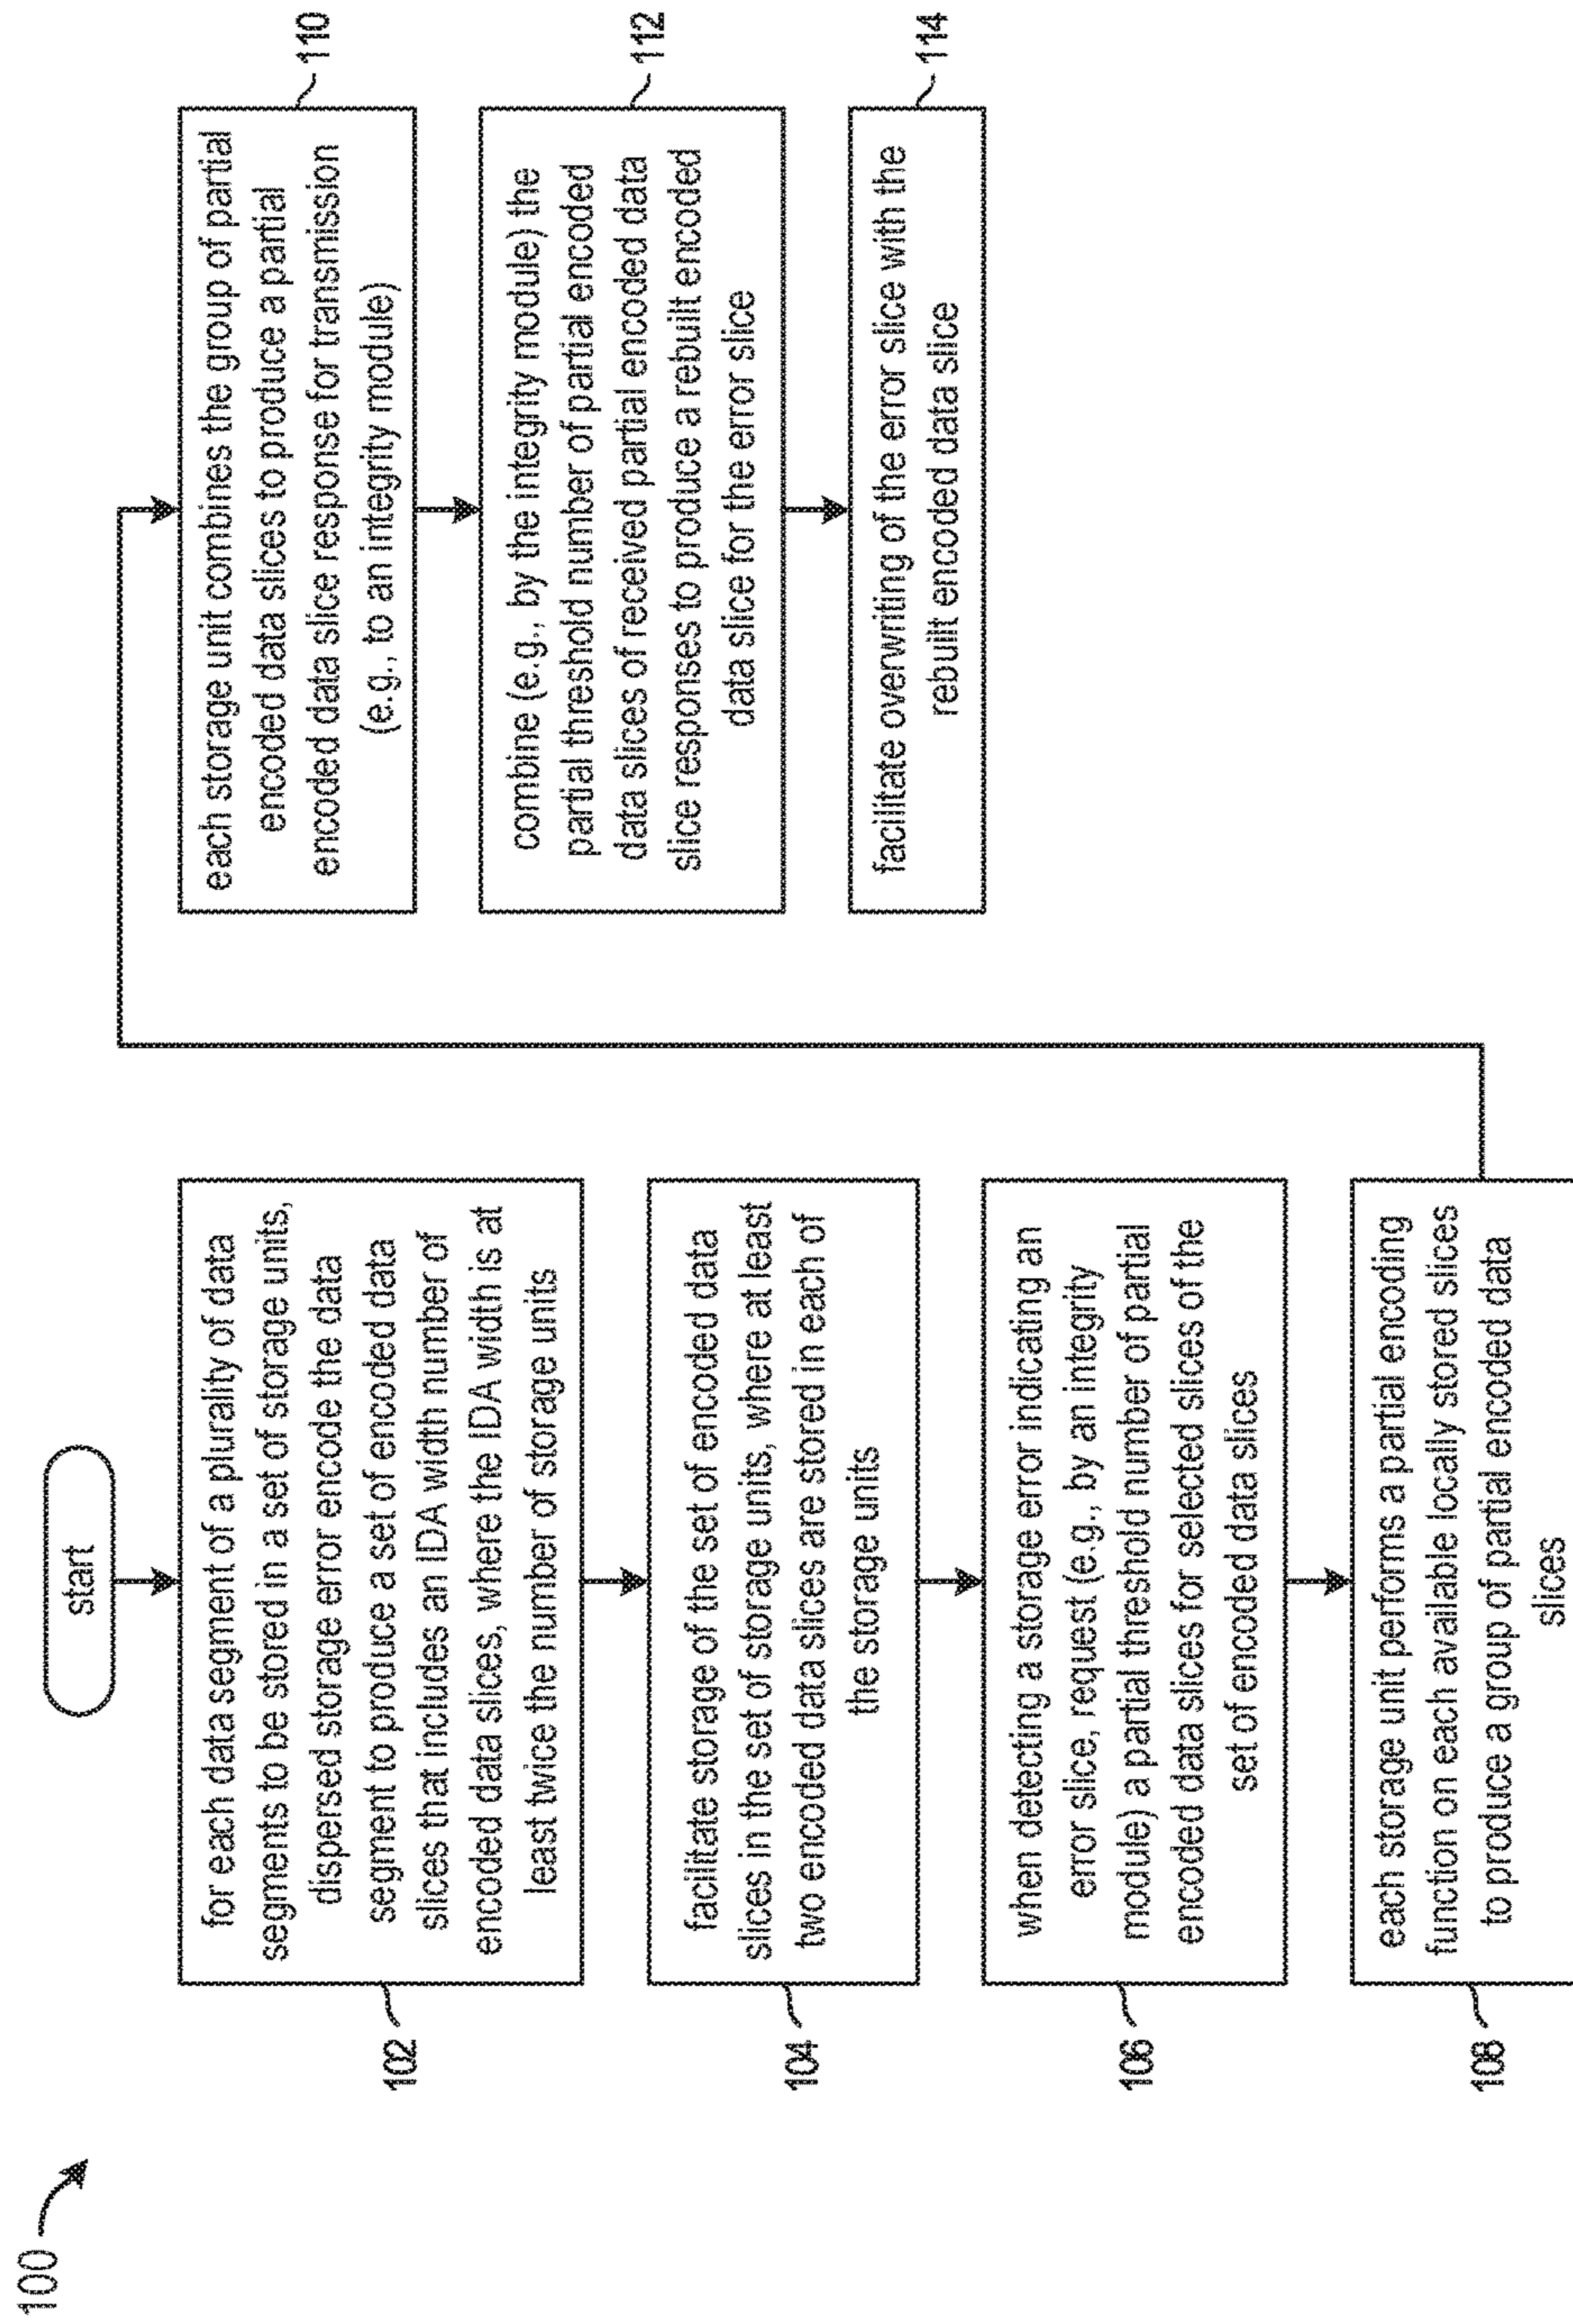 100
start
for each data segment of a plurality of data
segments to be stored in a set of storage units,
dispersed storage error encode the data
segment to produce a set of encoded data
slices that includes an IDA width number of
encoded data slices, where the IDA width is at
least twice the number of storage units
102
facilitate storage of the set of encoded data
slices in the set of storage units, where at least
two encoded data slices are stored in each of
the storage units
104
when detecting a storage error indicating an
error slice, request (e.g., by an integrity
module) a partial threshold number of partial
encoded data slices for selected slices of the
set of encoded data slices
106
each storage unit performs a partial encoding
function on each available locally stored slices
to produce a group of partial encoded data
slices
108
each storage unit combines the group of partial
encoded data slices to produce a partial
encoded data slice response for transmission
(e.g., to an integrity module)
110
combine (e.g., by the integrity module) the
partial threshold number of partial encoded
data slices of received partial encoded data
slice responses to produce a rebuilt encoded
data slice for the error slice
112
facilitate overwriting of the error slice with the
rebuilt encoded data slice
114